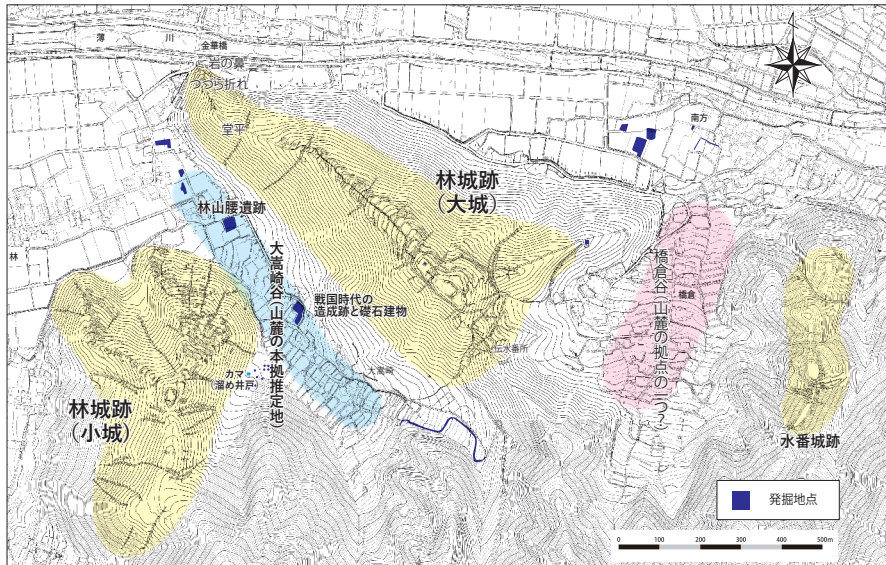 薄 川
金華橋
岩の鼻
つづら折れ
堂平
南方
林城跡
（大城）
林山腰遺跡
林
大嵩崎谷（山麓の本拠推定地）
戦国時代の
造成跡と礎石建物
橋倉谷（山麓の拠点の一つ？）
橋倉
伝水番所
大嵩崎
カマ
（溜め井戸）
林城跡
（小城）
水番城跡
発掘地点
0 100 200 300 400 500m